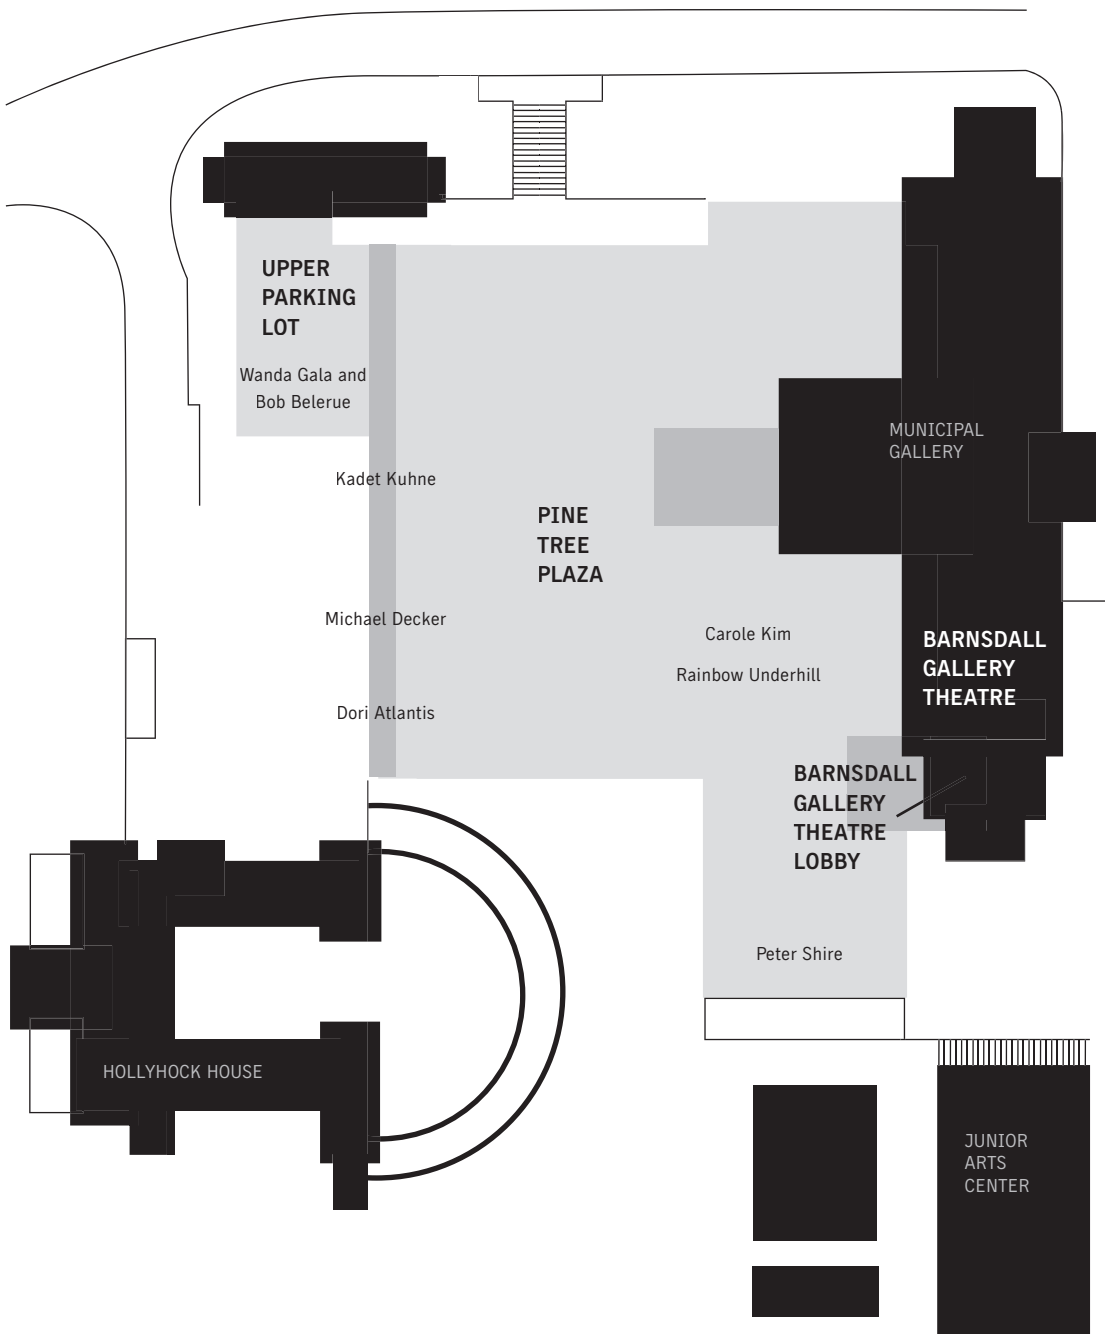 UPPER
PARKING
LOT
Wanda Gala and
Bob Belerue
MUNICIPAL
GALLERY
Kadet Kuhne
PINE
TREE
PLAZA
Michael Decker
Carole Kim
Rainbow Underhill
BARNSDALL
GALLERY
THEATRE
Dori Atlantis
BARNSDALL
GALLERY
THEATRE
LOBBY
Peter Shire
HOLLYHOCK HOUSE
JUNIOR
ARTS
CENTER